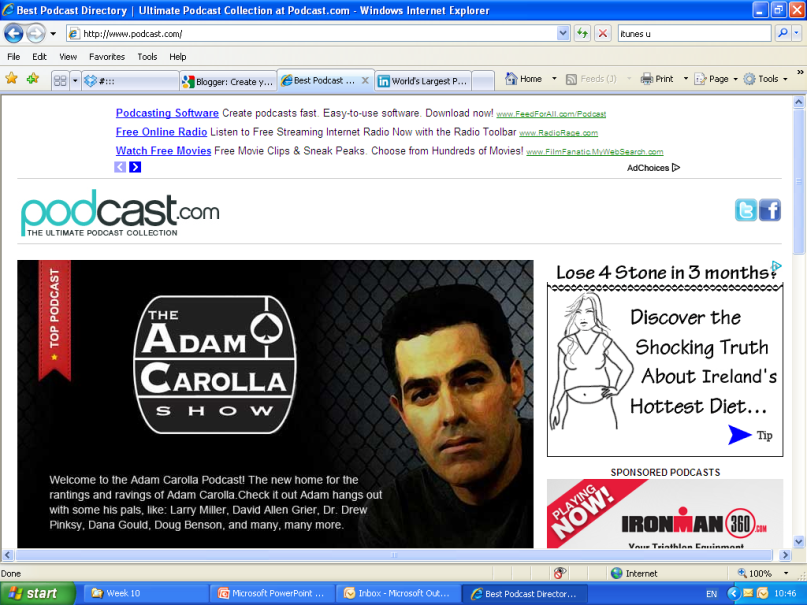 Best Podcast Directory | Ultimate Podcast Collection at Podcast.com - Windows Internet Explorer
http://www.podcast.com/
itunes u
File Edit View Favorites Tools Help
#:::
Blogger: Create y...
Best Podcast ...
World's Largest P...
Home
Feeds (J)
Print
Page
Tools
Podcasting Software Create podcasts fast. Easy-to-use software. Download now! www.FeedForAll.com/Podcast
Free Online Radio Listen to Free Streaming Internet Radio Now with the Radio Toolbar www.RadioRage.com
Watch Free Movies Free Movie Clips & Sneak Peaks. Choose from Hundreds of Movies! www.FilmFanatic.MyWebSearch.com
AdChoices
podcast.com
THE ULTIMATE PODCAST COLLECTION
TOP PODCAST
THE
ADAM
CAROLLA
SHOW
Welcome to the Adam Carolla Podcast! The new home for the
rantings and ravings of Adam Carolla.Check it out Adam hangs out
with some his pals, like: Larry Miller, David Allen Grier, Dr. Drew
Pinksy, Dana Gould, Doug Benson, and many, many more.
Lose 4 Stone in 3 months?
Discover the
Shocking Truth
About Ireland's
Hottest Diet...
Tip
SPONSORED PODCASTS
PLAYING
NOW!
IRONMAN 360.COM
Your Triathlon Equipment
Done
Internet
100%
start
Week 10
Microsoft PowerPoint ...
Inbox - Microsoft Out...
Best Podcast Director...
EN
10:46